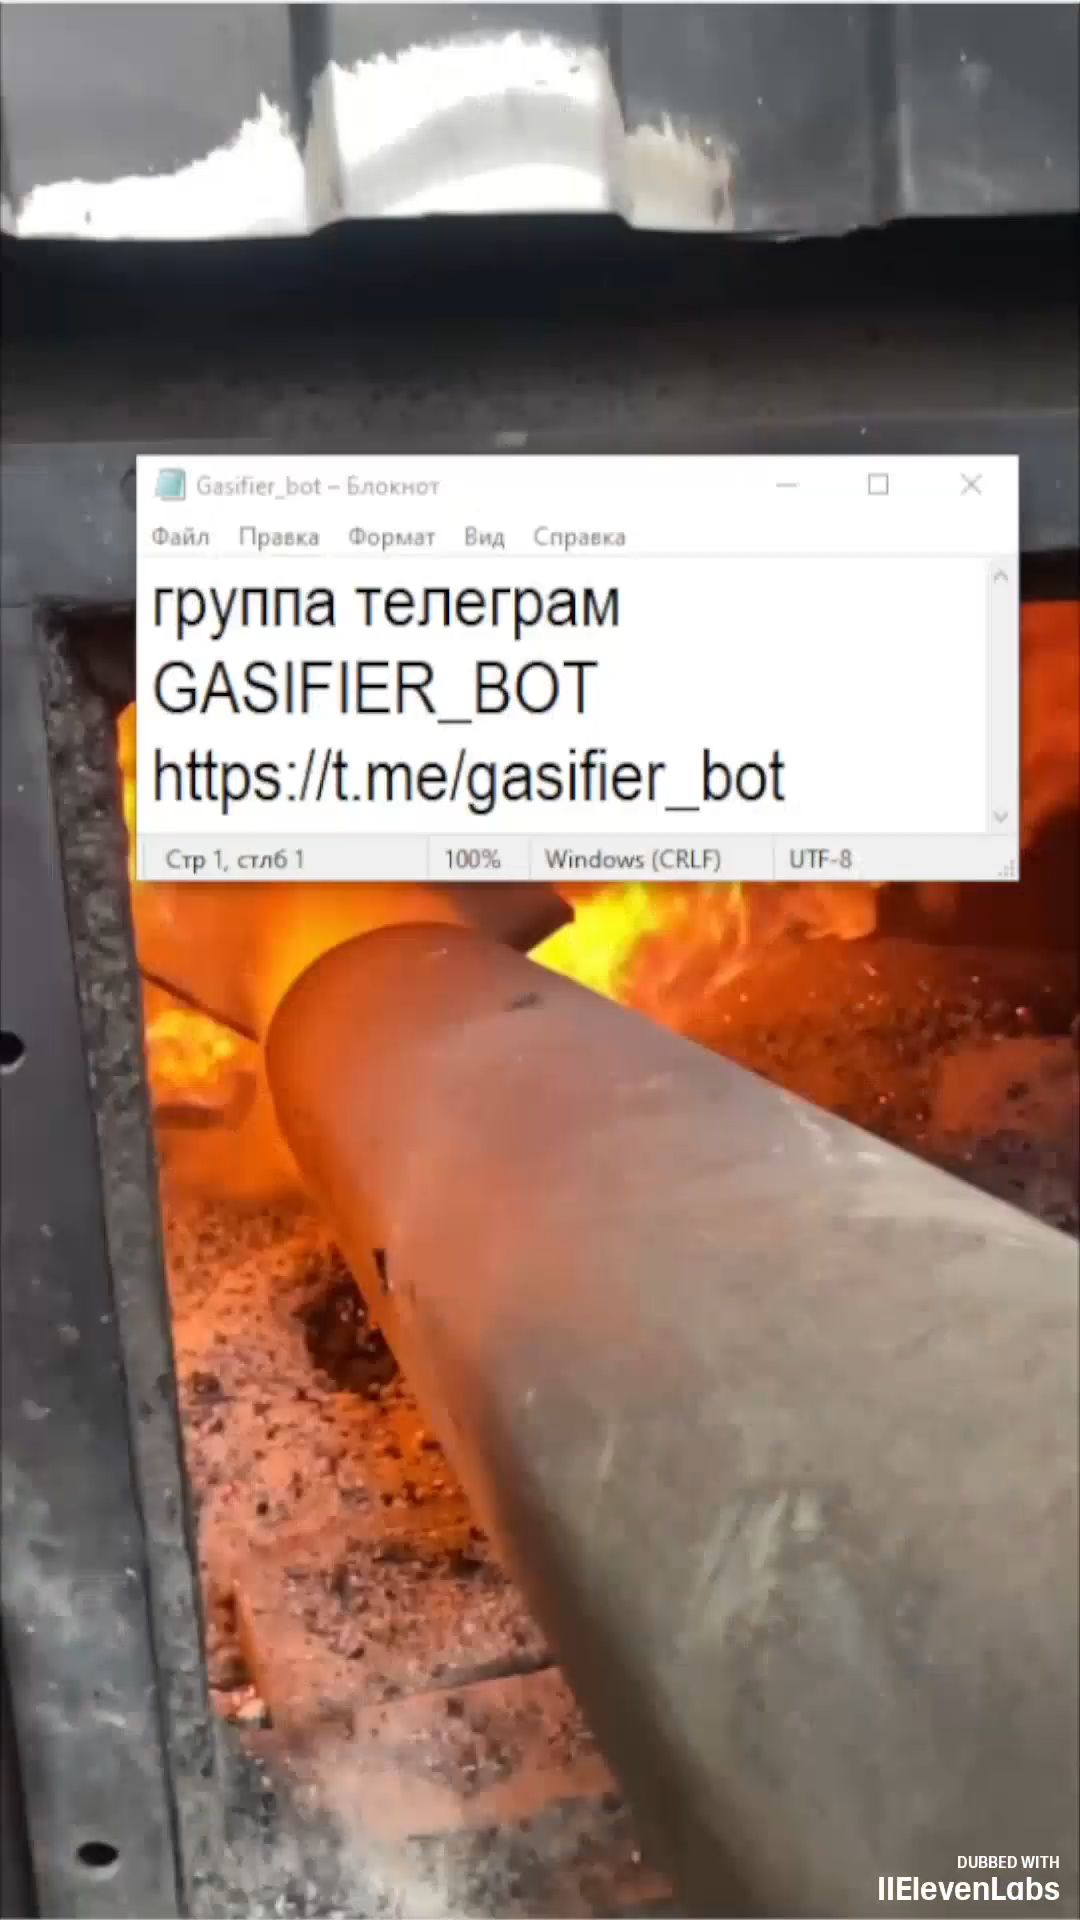 Gasifier_bot – Блокнот
Файл Правка Формат Вид Справка
группа телеграм
GASIFIER_BOT
https://t.me/gasifier_bot
Стр 1, стлб 1 100% Windows (CRLF) UTF-8
DUBBED WITH
IIElevenLabs